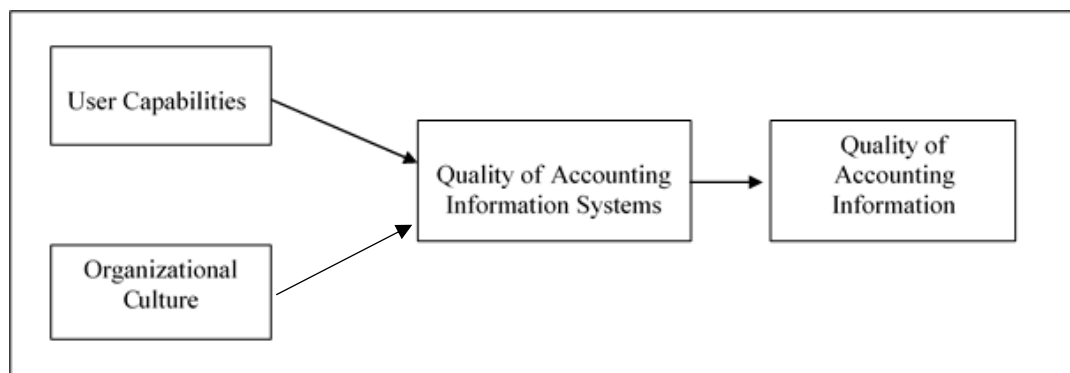 User Capabilities
Quality of Accounting
Information Systems
Quality of
Accounting
Information
Organizational
Culture